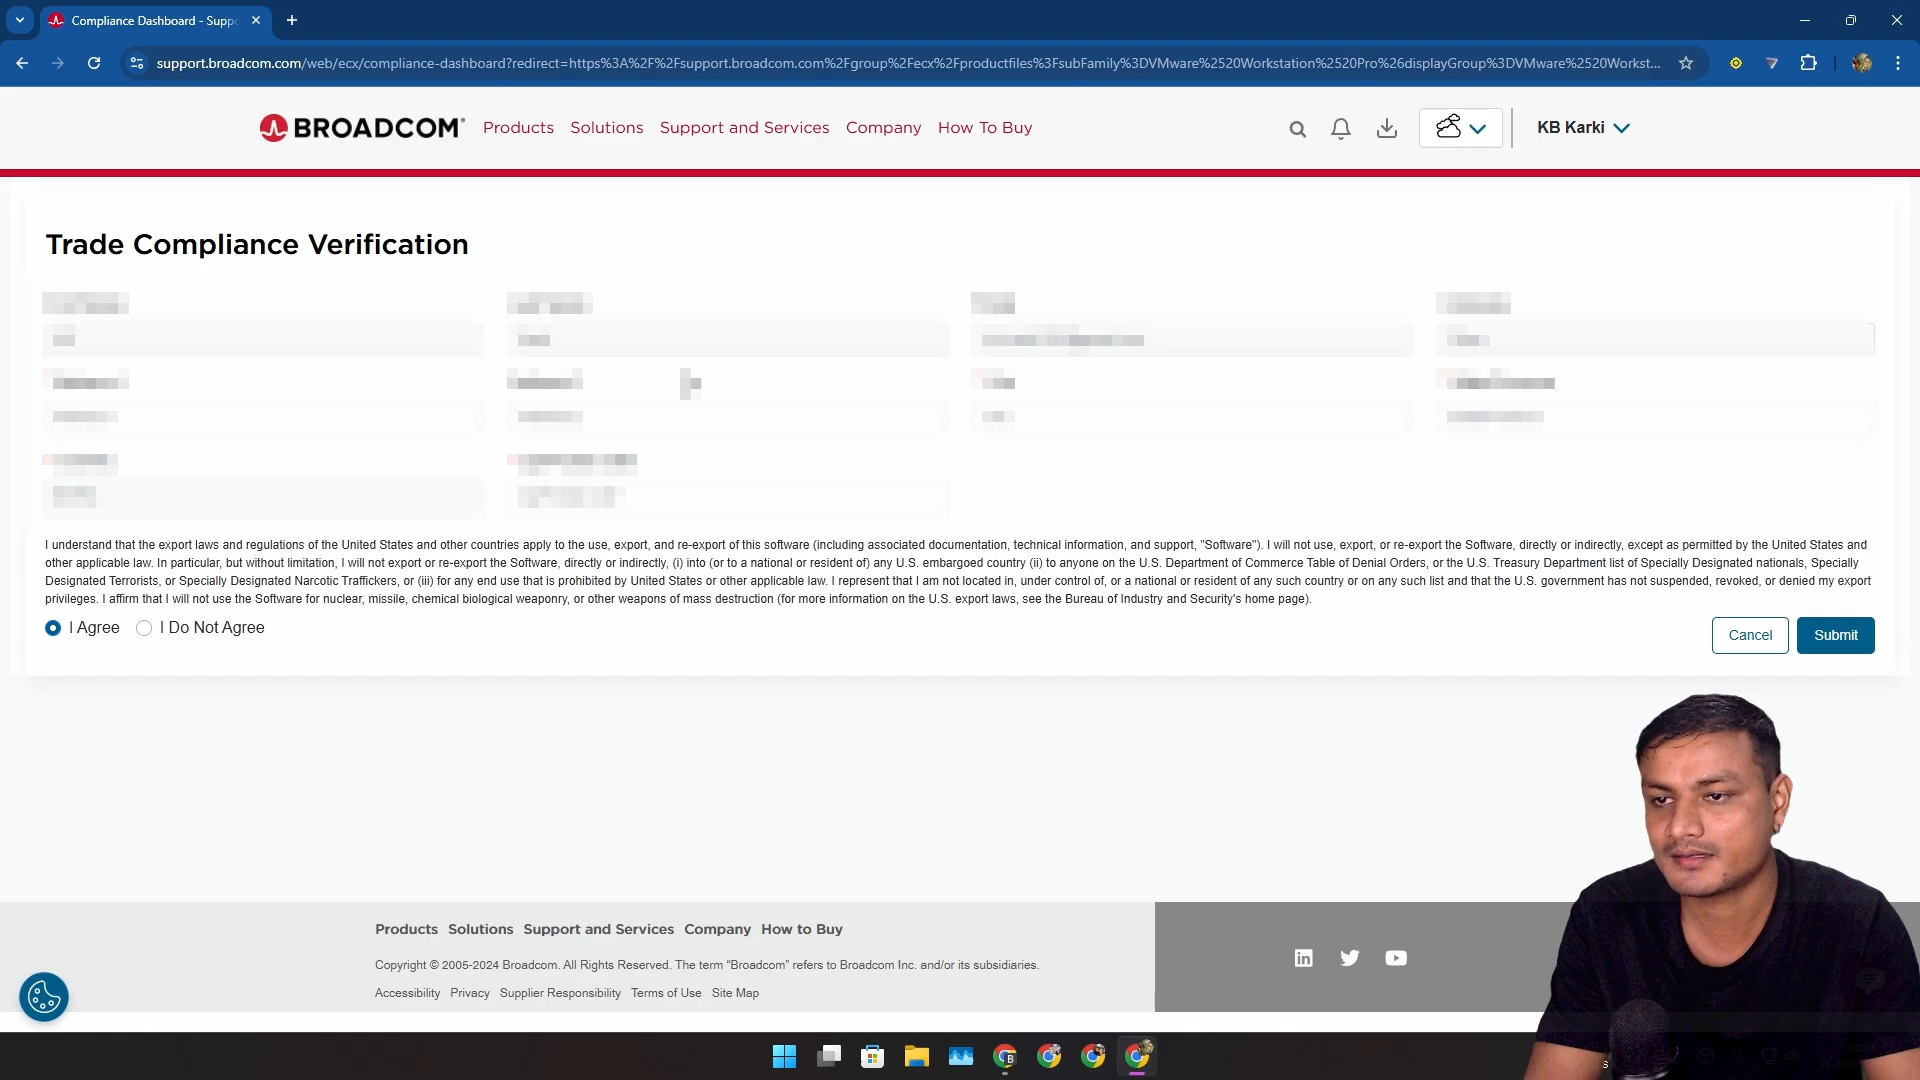 Compliance Dashboard - Supp
support.broadcom.com/web/ecx/compliance-dashboard?redirect=https%3A%2F%2Fsupport.broadcom.com%2Fgroup%2Fecx%2Fproductfiles%3FsubFamily%3DVMware%2520Workstation%2520Pro%26displayGroup%3DVMware%2520Workst...
BROADCOM® Products Solutions Support and Services Company How To Buy KB Karki
Trade Compliance Verification
I understand that the export laws and regulations of the United States and other countries apply to the use, export, and re-export of this software (including associated documentation, technical information, and support, "Software"). I will not use, export, or re-export the Software, directly or indirectly, except as permitted by the United States and
other applicable law. In particular, but without limitation, I will not export or re-export the Software, directly or indirectly, (i) into (or to a national or resident of) any U.S. embargoed country (ii) to anyone on the U.S. Department of Commerce Table of Denial Orders, or the U.S. Treasury Department list of Specially Designated nationals, Specially
Designated Terrorists, or Specially Designated Narcotic Traffickers, or (iii) for any end use that is prohibited by United States or other applicable law. I represent that I am not located in, under control of, or a national or resident of any such country or on any such list and that the U.S. government has not suspended, revoked, or denied my export
privileges. I affirm that I will not use the Software for nuclear, missile, chemical biological weaponry, or other weapons of mass destruction (for more information on the U.S. export laws, see the Bureau of Industry and Security's home page).
I Agree I Do Not Agree
Cancel Submit
Products Solutions Support and Services Company How to Buy
Copyright © 2005-2024 Broadcom. All Rights Reserved. The term “Broadcom” refers to Broadcom Inc. and/or its subsidiaries.
Accessibility Privacy Supplier Responsibility Terms of Use Site Map